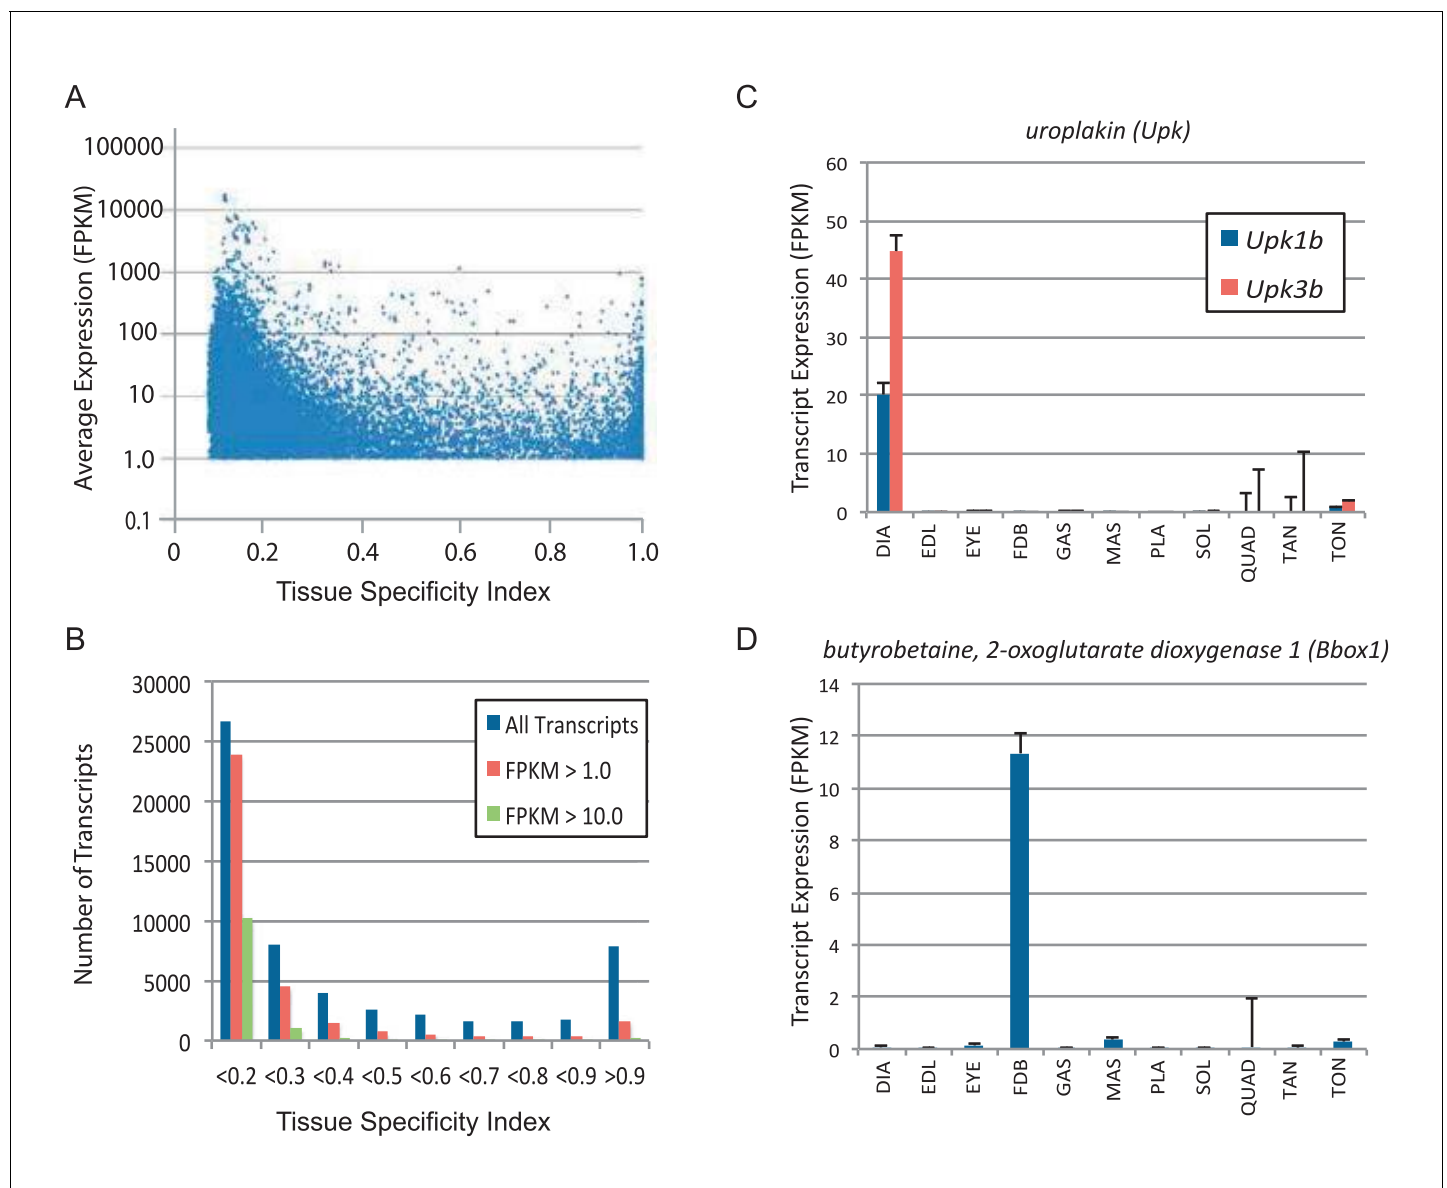 A
100000
10000
1000
100
10
1.0
0.1
Average Expression (FPKM)
0 0.2 0.4 0.6 0.8 1.0
Tissue Specificity Index
B
30000
25000
20000
15000
10000
5000
0
Number of Transcripts
All Transcripts
FPKM > 1.0
FPKM > 10.0
<0.2 <0.3 <0.4 <0.5 <0.6 <0.7 <0.8 <0.9 >0.9
Tissue Specificity Index
C
uroplakin (Upk)
60
50
40
30
20
10
0
Transcript Expression (FPKM)
Upk1b
Upk3b
DIA EDL EYE FDB GAS MAS PLA SOL QUAD TAN TON
D
butyrobetaine, 2-oxoglutarate dioxygenase 1 (Bbox1)
14
12
10
8
6
4
2
0
Transcript Expression (FPKM)
DIA EDL EYE FDB GAS MAS PLA SOL QUAD TAN TON